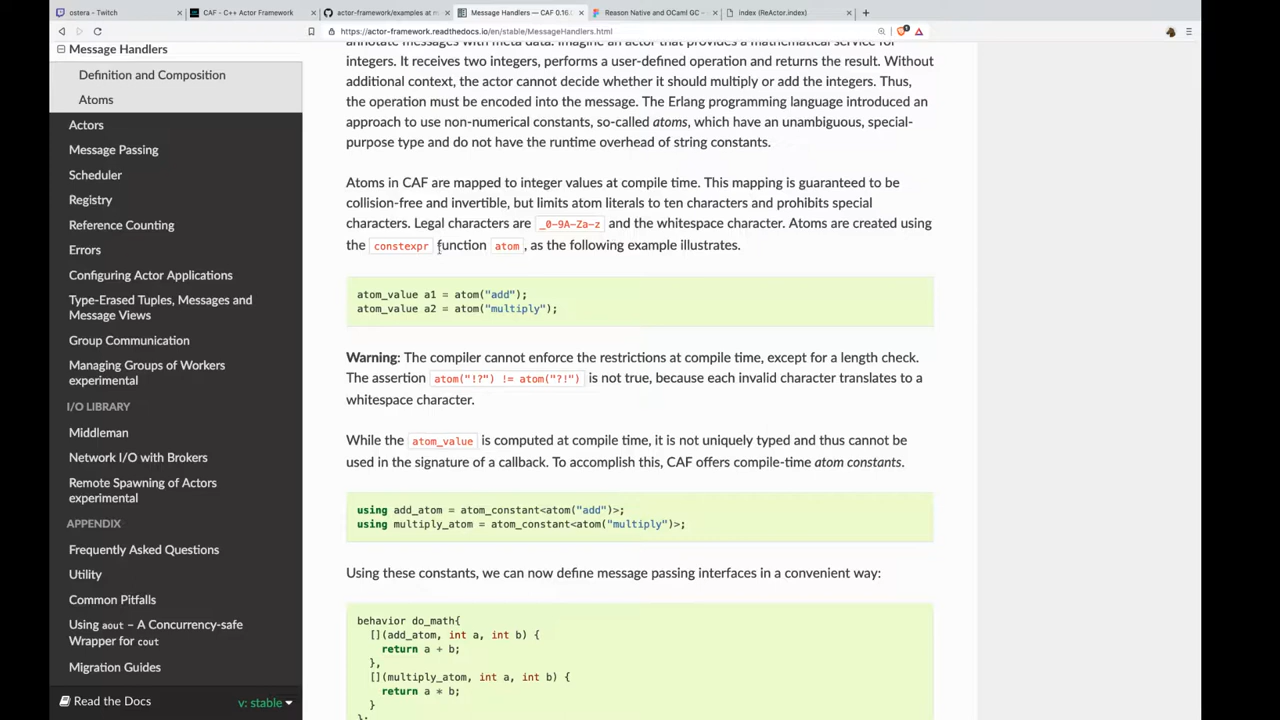 ostera - Twitch
CAF - C++ Actor Framework
actor-framework/examples at m
Message Handlers — CAF 0.16.
Reason Native and OCaml GC -
index (ReActor.index)
https://actor-framework.readthedocs.io/en/stable/MessageHandlers.html
Message Handlers
Definition and Composition
Atoms
Actors
Message Passing
Scheduler
Registry
Reference Counting
Errors
Configuring Actor Applications
Type-Erased Tuples, Messages and
Message Views
Group Communication
Managing Groups of Workers
experimental
I/O LIBRARY
Middleman
Network I/O with Brokers
Remote Spawning of Actors
experimental
APPENDIX
Frequently Asked Questions
Utility
Common Pitfalls
Using aout – A Concurrency-safe
Wrapper for cout
Migration Guides
Read the Docs
v: stable
annotate messages with meta data. Imagine an actor that provides a mathematical service for
integers. It receives two integers, performs a user-defined operation and returns the result. Without
additional context, the actor cannot decide whether it should multiply or add the integers. Thus,
the operation must be encoded into the message. The Erlang programming language introduced an
approach to use non-numerical constants, so-called atoms, which have an unambiguous, special-
purpose type and do not have the runtime overhead of string constants.
Atoms in CAF are mapped to integer values at compile time. This mapping is guaranteed to be
collision-free and invertible, but limits atom literals to ten characters and prohibits special
characters. Legal characters are _0-9A-Za-z and the whitespace character. Atoms are created using
the constexpr function atom, as the following example illustrates.
atom_value a1 = atom("add");
atom_value a2 = atom("multiply");
Warning: The compiler cannot enforce the restrictions at compile time, except for a length check.
The assertion atom("!?") != atom("?!") is not true, because each invalid character translates to a
whitespace character.
While the atom_value is computed at compile time, it is not uniquely typed and thus cannot be
used in the signature of a callback. To accomplish this, CAF offers compile-time atom constants.
using add_atom = atom_constant<atom("add")>;
using multiply_atom = atom_constant<atom("multiply")>;
Using these constants, we can now define message passing interfaces in a convenient way:
behavior do_math{
[](add_atom, int a, int b) {
return a + b;
},
[](multiply_atom, int a, int b) {
return a * b;
}
};